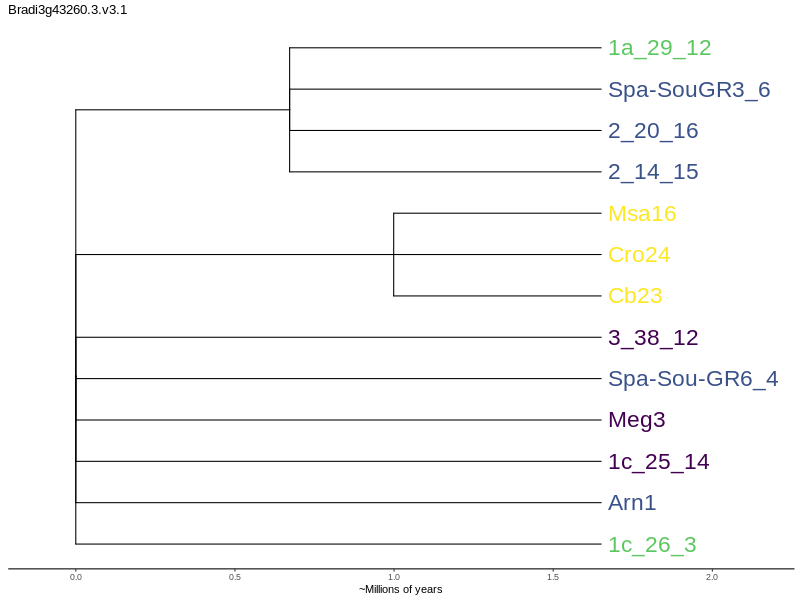 Bradi3g43260.3.v3.1
1a_29_12
Spa-SouGR3_6
2_20_16
2_14_15
Msa16
Cro24
Cb23
3_38_12
Spa-Sou-GR6_4
Meg3
1c_25_14
Arn1
1c_26_3
0.0 0.5 1.0 1.5 2.0
~Millions of years